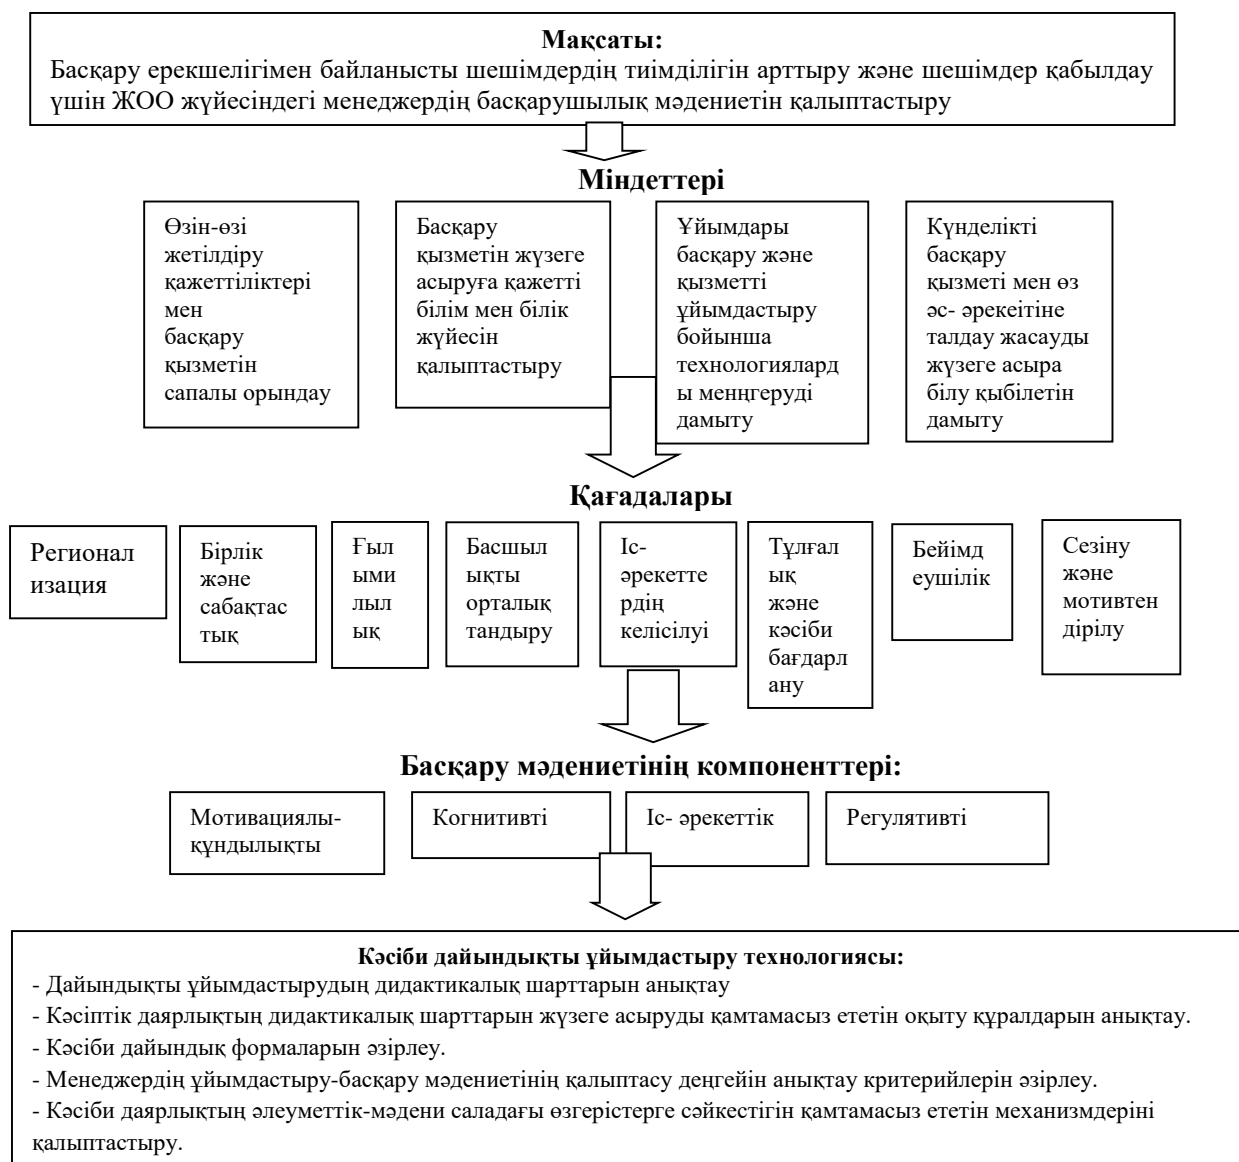 Мақсаты:
Басқару ерекшелігімен байланысты шешімдердің тиімділігін арттыру және шешімдер қабылдау
үшін ЖОО жүйесіндегі менеджердің басқарушылық мәдениетін қалыптастыру
Міндеттері
Өзін-өзі
жетілдіру
қажеттіліктері
мен
басқару
қызметін
сапалы орындау
Басқару
қызметін жүзеге
асыруға қажетті
білім мен білік
жүйесін
қалыптастыру
Ұйымдары
басқару және
қызметті
ұйымдастыру
бойынша
технологиялард
ы менңгеруді
дамыту
Күнделікті
басқару
қызметі мен өз
әс- әрекеітіне
талдау жасауды
жүзеге асыра
білу қыбілетін
дамыту
Қағадалары
Регионал
изация
Бірлік
және
сабақтас
тық
Ғыл
ыми
лыл
ық
Басшыл
ықты
орталық
тандыру
Іс-
әрекетте
рдің
келісілуі
Тұлғал
ық
және
кәсіби
бағдарл
ану
Бейімд
еушілік
Сезіну
және
мотивтен
дірілу
Басқару мәдениетінің компоненттері:
Мотивациялы-
құндылықты
Когнитивті
Іс- әрекеттік
Регулятивті
Кәсіби дайындықты ұйымдастыру технологиясы:
- Дайындықты ұйымдастырудың дидактикалық шарттарын анықтау
- Кәсіптік даярлықтың дидактикалық шарттарын жүзеге асыруды қамтамасыз ететін оқыту құралдарын анықтау.
- Кәсіби дайындық формаларын әзірлеу.
- Менеджердің ұйымдастыру-басқару мәдениетінің қалыптасу деңгейін анықтау критерийлерін әзірлеу.
- Кәсіби даярлықтың әлеуметтік-мәдени саладағы өзгерістерге сәйкестігін қамтамасыз ететін механизмдеріні
қалыптастыру.